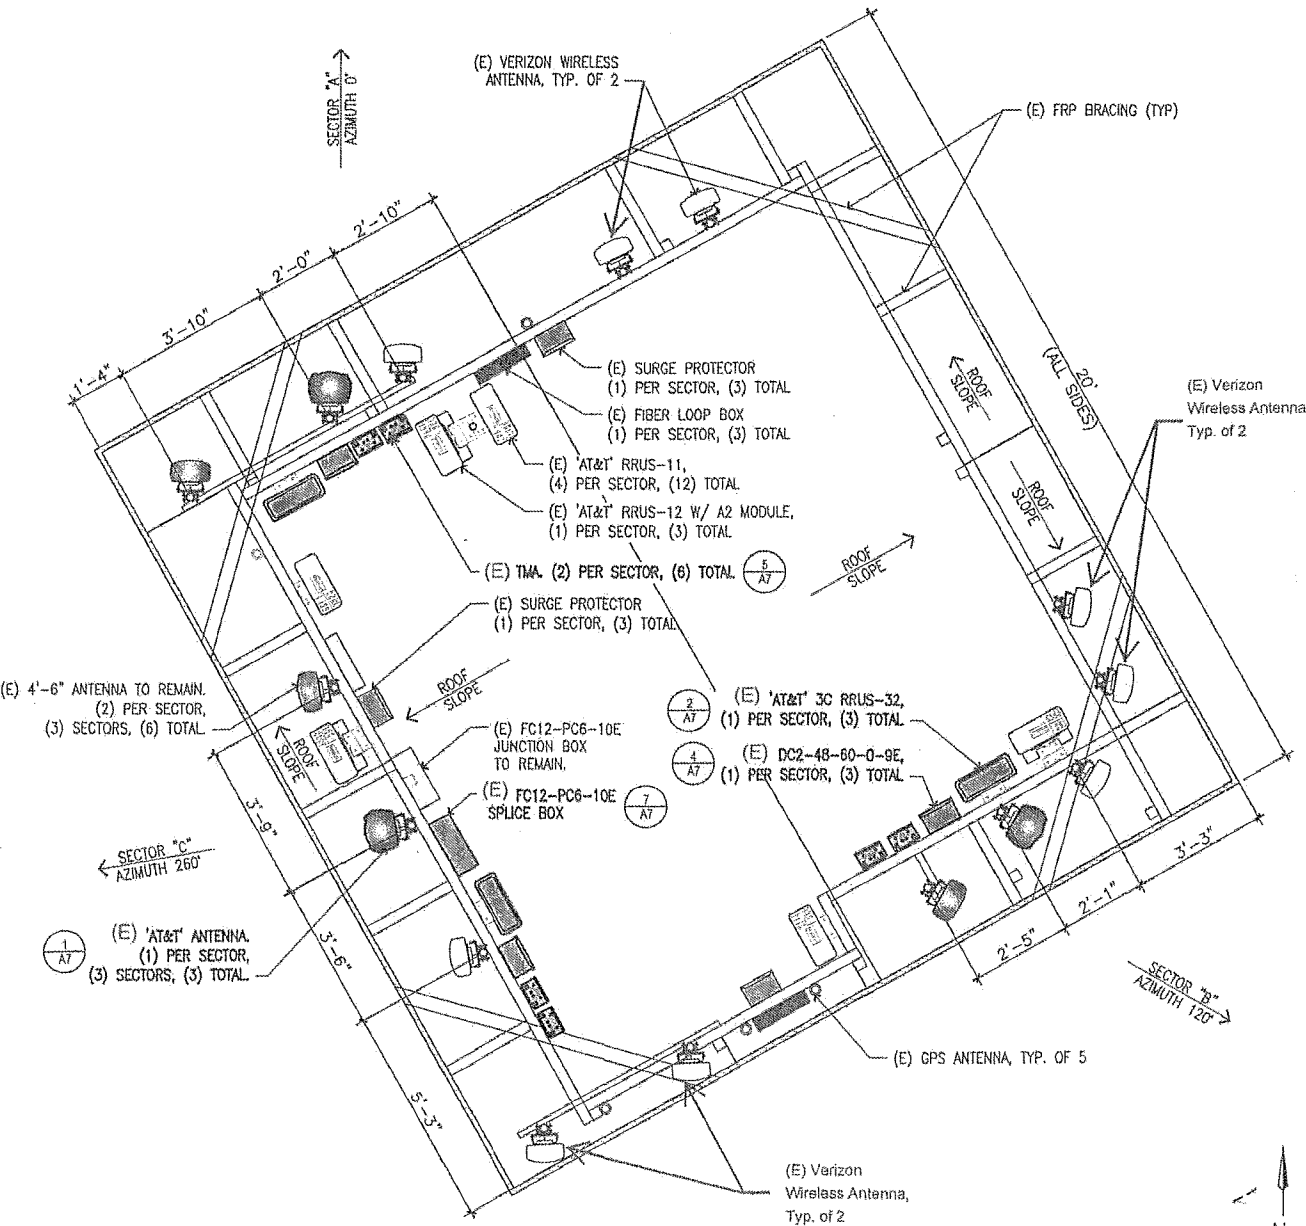 (E) VERIZON WIRELESS
ANTENNA, TYP. OF 2
SECTOR "A"
AZIMUTH 0°
(E) FRP BRACING (TYP)
2'-10"
2'-0"
3'-10"
1'-4"
20'
(ALL SIDES)
(E) SURGE PROTECTOR
(1) PER SECTOR, (3) TOTAL
(E) FIBER LOOP BOX
(1) PER SECTOR, (3) TOTAL
ROOF
SLOPE
(E) Verizon
Wireless Antenna
Typ. of 2
(E) 'AT&T' RRUS-11,
(4) PER SECTOR, (12) TOTAL
(E) 'AT&T' RRUS-12 W/ A2 MODULE,
(1) PER SECTOR, (3) TOTAL
ROOF
SLOPE
(E) TMA. (2) PER SECTOR, (6) TOTAL
5
A7
ROOF
SLOPE
(E) SURGE PROTECTOR
(1) PER SECTOR, (3) TOTAL
(E) 4'-6" ANTENNA TO REMAIN.
(2) PER SECTOR,
(3) SECTORS, (6) TOTAL
ROOF
SLOPE
2
A7
(E) 'AT&T' 3C RRUS-32,
(1) PER SECTOR, (3) TOTAL
ROOF
SLOPE
(E) FC12-PC6-10E
JUNCTION BOX
TO REMAIN.
4
A7
(E) DC2-48-60-0-9E,
(1) PER SECTOR, (3) TOTAL
(E) FC12-PC6-10E
SPLICE BOX
7
A7
3'-9"
SECTOR "C"
AZIMUTH 260°
3'-3"
2'-1"
2'-5"
1
A7
(E) 'AT&T' ANTENNA.
(1) PER SECTOR,
(3) SECTORS, (3) TOTAL
3'-6"
SECTOR "B"
AZIMUTH 120°
(E) GPS ANTENNA, TYP. OF 5
5'-3"
(E) Verizon
Wireless Antenna,
Typ. of 2